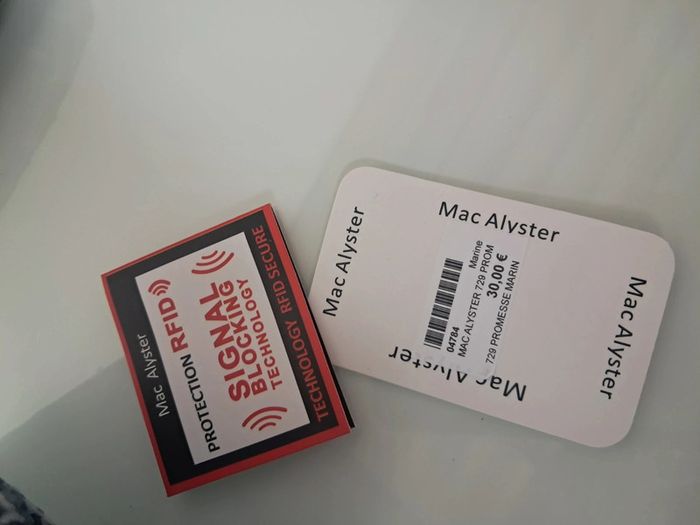 Mac Alyster
PROTECTION RFID
SIGNAL
BLOCKING
TECHNOLOGY
TECHNOLOGY RFID SECURE
Mac Alyster
Mac Alyster
Marine
30,00 €
04784
MAC ALYSTER 729 PROM
729 PROMESSE MARIN
Mac Alyster
Mac Alyster